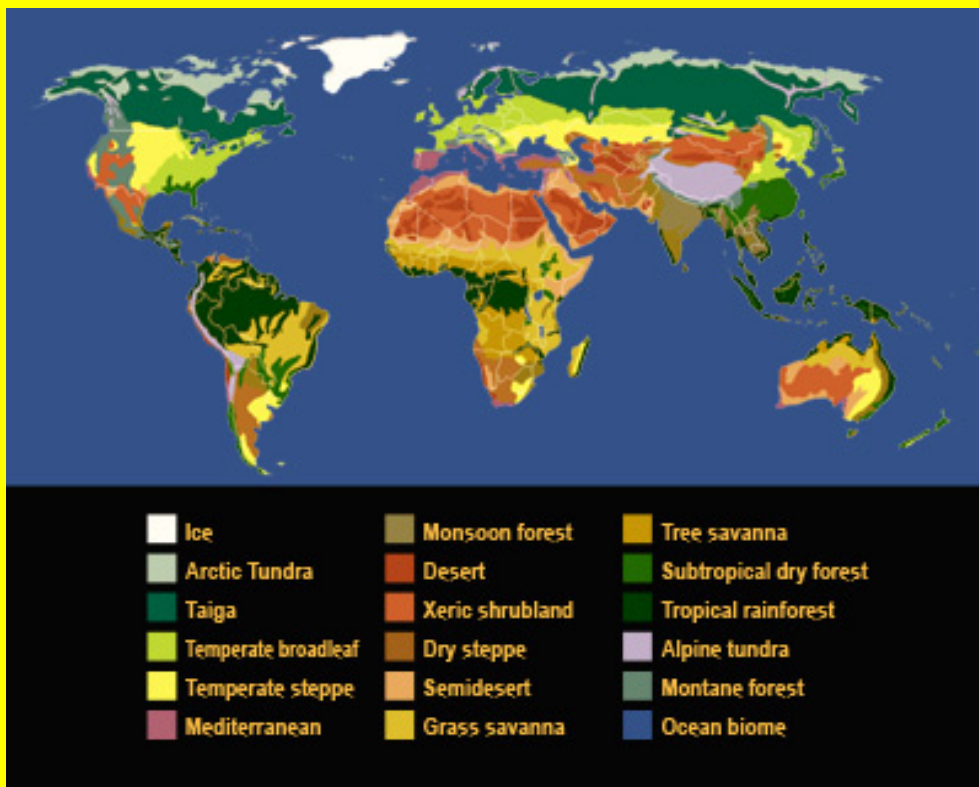 Ice
Arctic Tundra
Taiga
Temperate broadleaf
Temperate steppe
Mediterranean
Monsoon forest
Desert
Xeric shrubland
Dry steppe
Semidesert
Grass savanna
Tree savanna
Subtropical dry forest
Tropical rainforest
Alpine tundra
Montane forest
Ocean biome